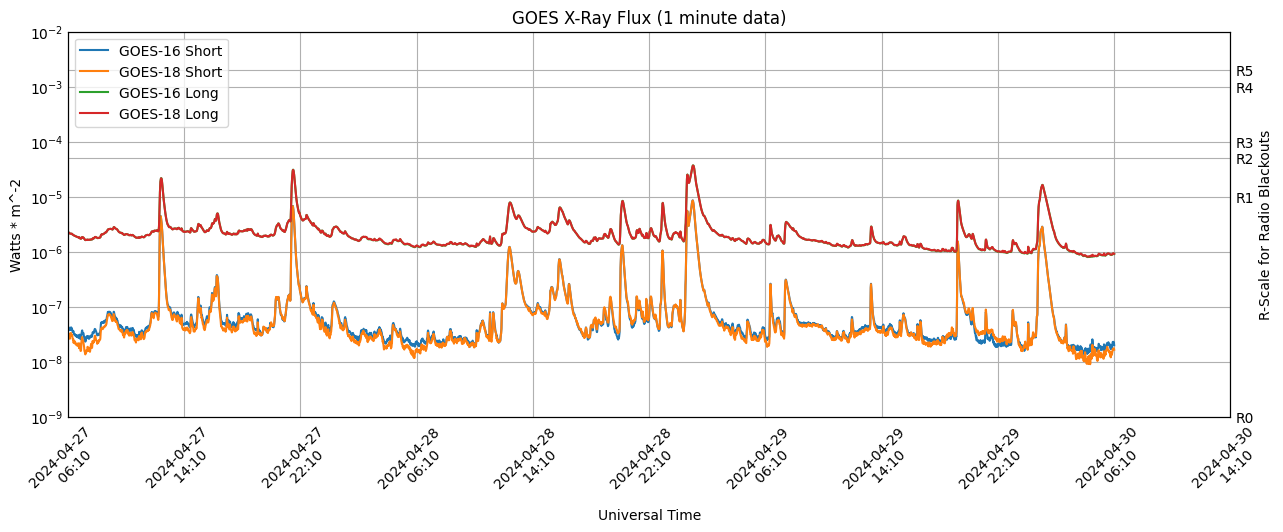 GOES X-Ray Flux (1 minute data)
GOES-16 Short
GOES-18 Short
GOES-16 Long
GOES-18 Long
10^-2
10^-3
10^-4
10^-5
10^-6
10^-7
10^-8
10^-9
Watts * m^-2
R5
R4
R3
R2
R1
R0
R-Scale for Radio Blackouts
2024-04-27
06:10
2024-04-27
14:10
2024-04-27
22:10
2024-04-28
06:10
2024-04-28
14:10
2024-04-28
22:10
2024-04-29
06:10
2024-04-29
14:10
2024-04-29
22:10
2024-04-30
06:10
2024-04-30
14:10
Universal Time